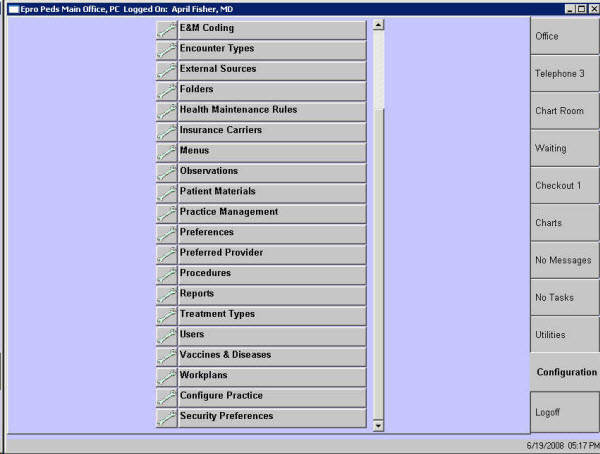 Epro Peds Main Office, PC Logged On: April Fisher, MD
E&M Coding
Encounter Types
External Sources
Folders
Health Maintenance Rules
Insurance Carriers
Menus
Observations
Patient Materials
Practice Management
Preferences
Preferred Provider
Procedures
Reports
Treatment Types
Users
Vaccines & Diseases
Workplans
Configure Practice
Security Preferences
Office
Telephone 3
Chart Room
Waiting
Checkout 1
Charts
No Messages
No Tasks
Utilities
Configuration
Logoff
6/19/2008 05:17 PM